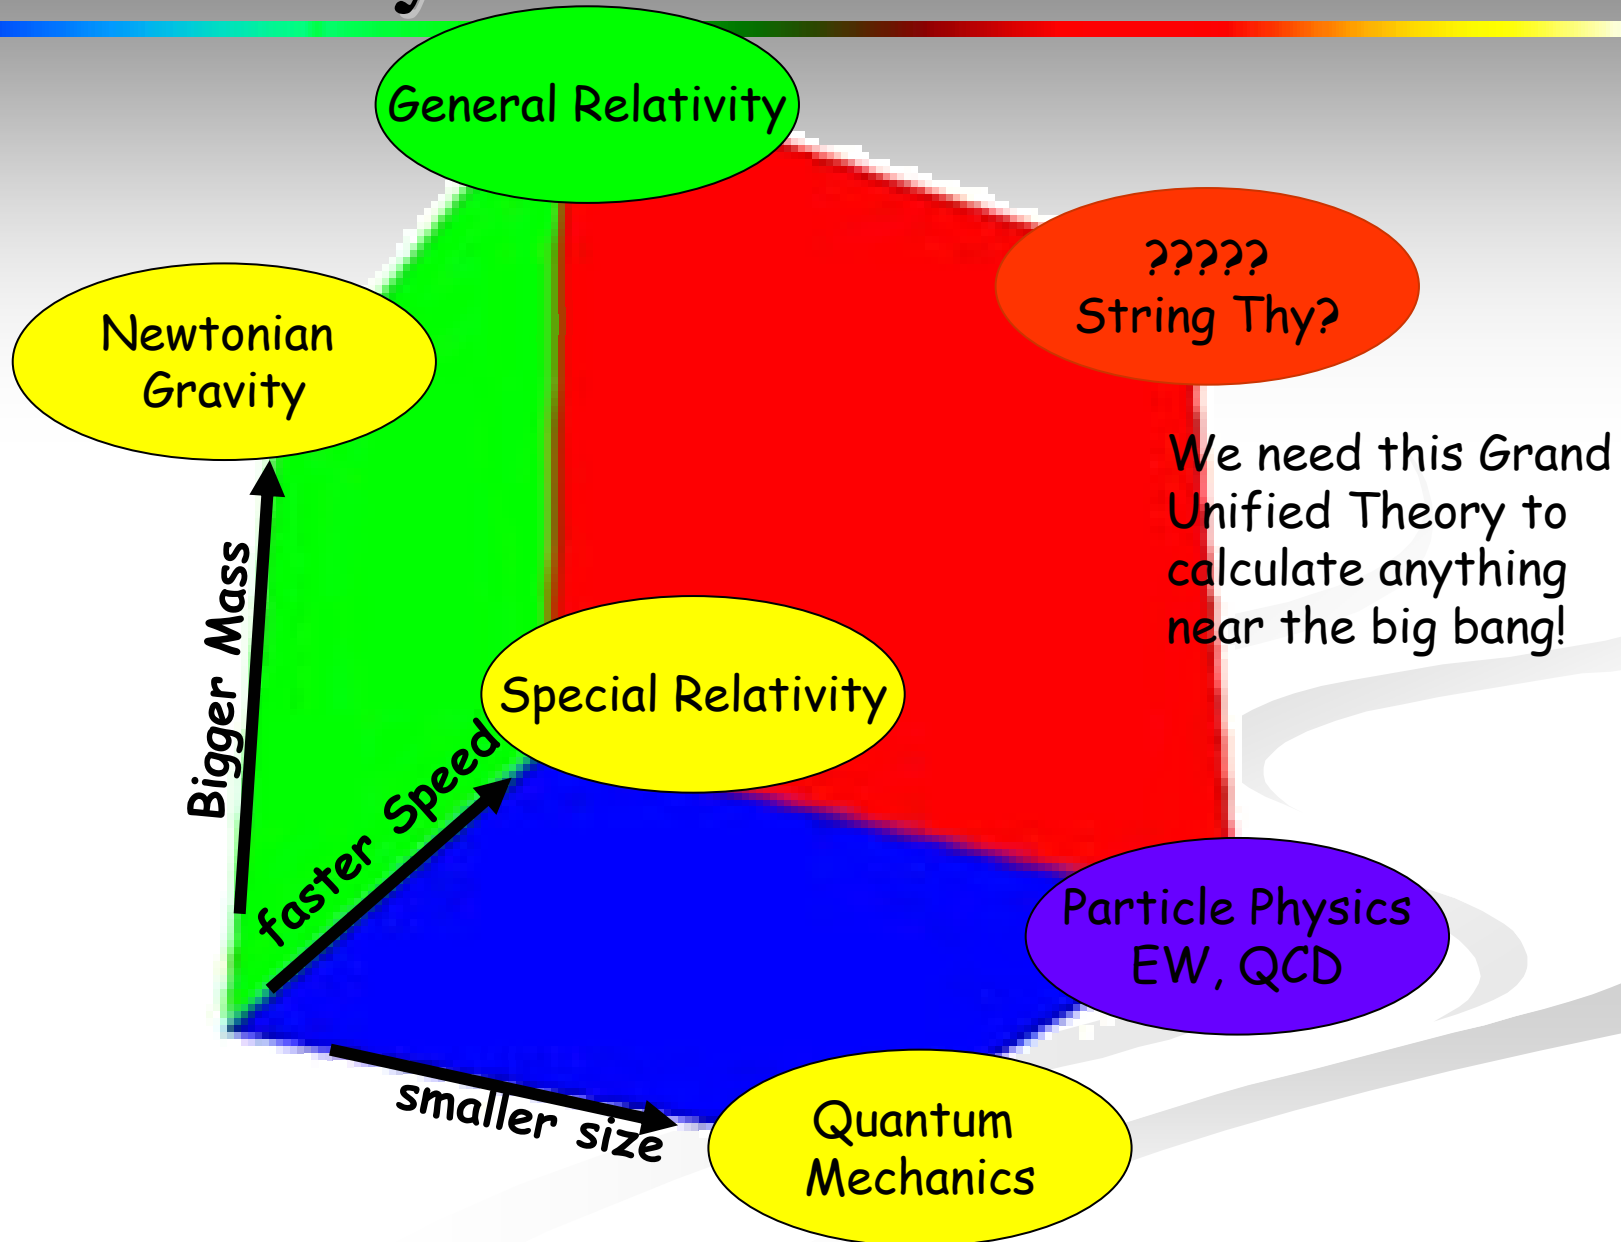 General Relativity
?????
String Thy?
Newtonian
Gravity
We need this Grand
Unified Theory to
calculate anything
near the big bang!
Bigger Mass
Special Relativity
faster Speed
Particle Physics
EW, QCD
smaller size
Quantum
Mechanics